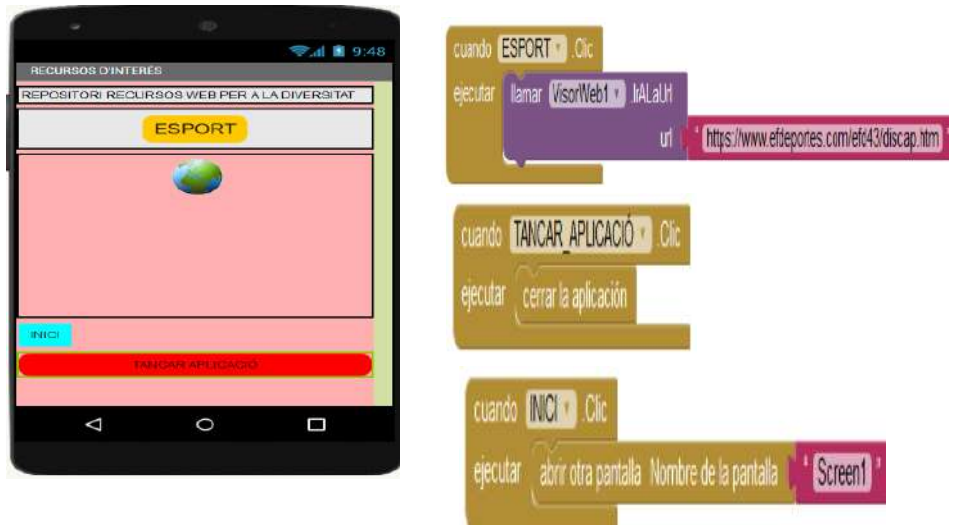 9:48
RECURSOS D'INTERÈS
REPOSITORI RECURSOS WEB PER A LA DIVERSITAT
ESPORT
INICI
TANCAR APLICACIÓ
cuando ESPORT .Clic
ejecutar llamar VisorWeb1 .IrALaUrl
url " https://www.efdeportes.com/efd43/discap.htm "
cuando TANCAR_APLICACIÓ .Clic
ejecutar cerrar la aplicación
cuando INICI .Clic
ejecutar abrir otra pantalla Nombre de la pantalla " Screen1 "